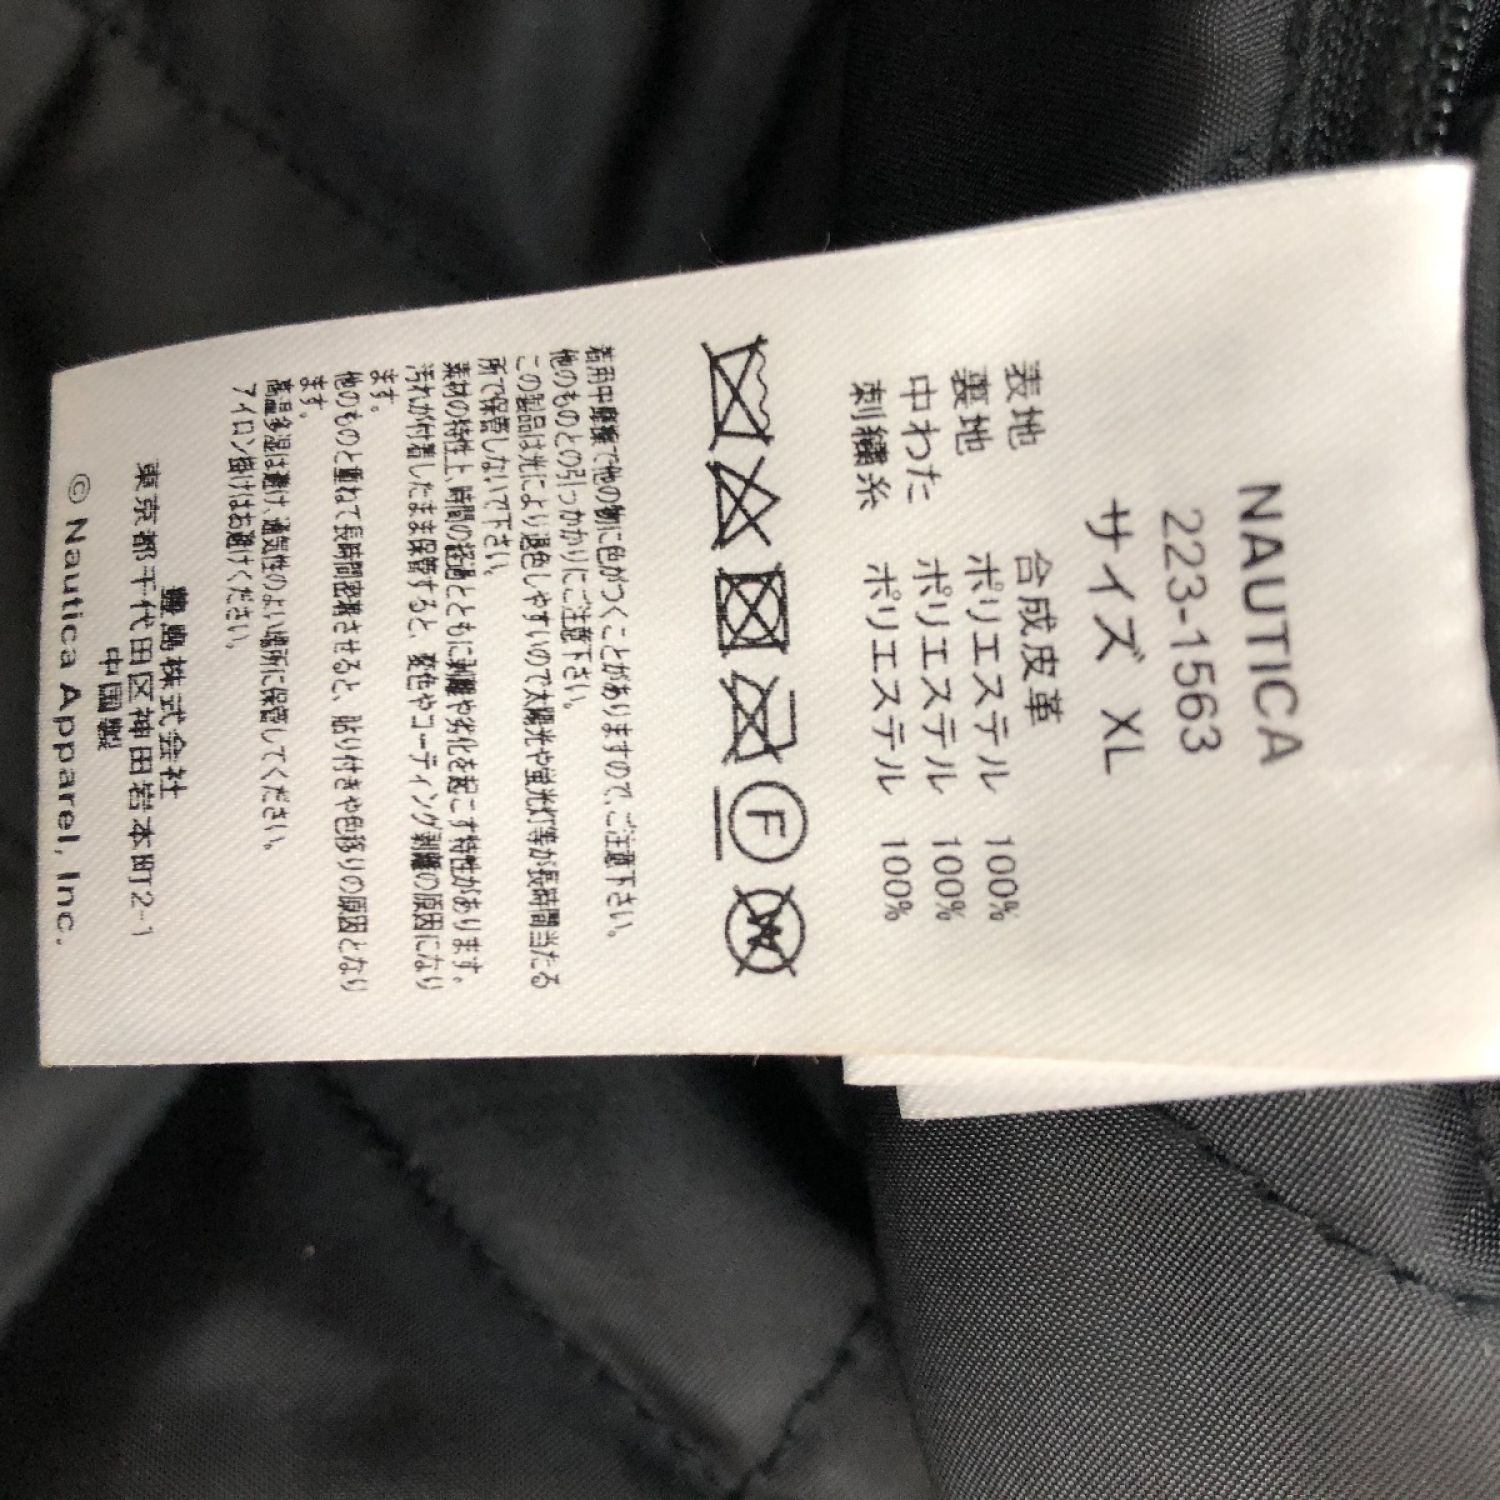 NAUTICA
223-1563
サイズ XL
表地 合成皮革
裏地 ポリエステル 100%
中わた ポリエステル 100%
刺繍糸 ポリエステル 100%
F
W
着用中摩擦で他の物に色がつくことがありますので、ご注意下さい。
他のものとの引っかかりにご注意下さい。
この製品は光により退色しやすいので太陽光や蛍光灯等が長時間当たる
所で保管しないで下さい。
素材の特性上、時間の経過とともに剥離や劣化を起こす特性があります。
汚れが付着したまま保管すると、変色やコーティング剥離の原因になり
ます。
他のものと重ねて長時間密着させると、貼り付きや色移りの原因となり
ます。
高温多湿は避け、通気性のよい場所に保管してください。
アイロン掛けはお避けください。
豊島株式会社
東京都千代田区神田岩本町2-1
中国製
© Nautica Apparel, Inc.